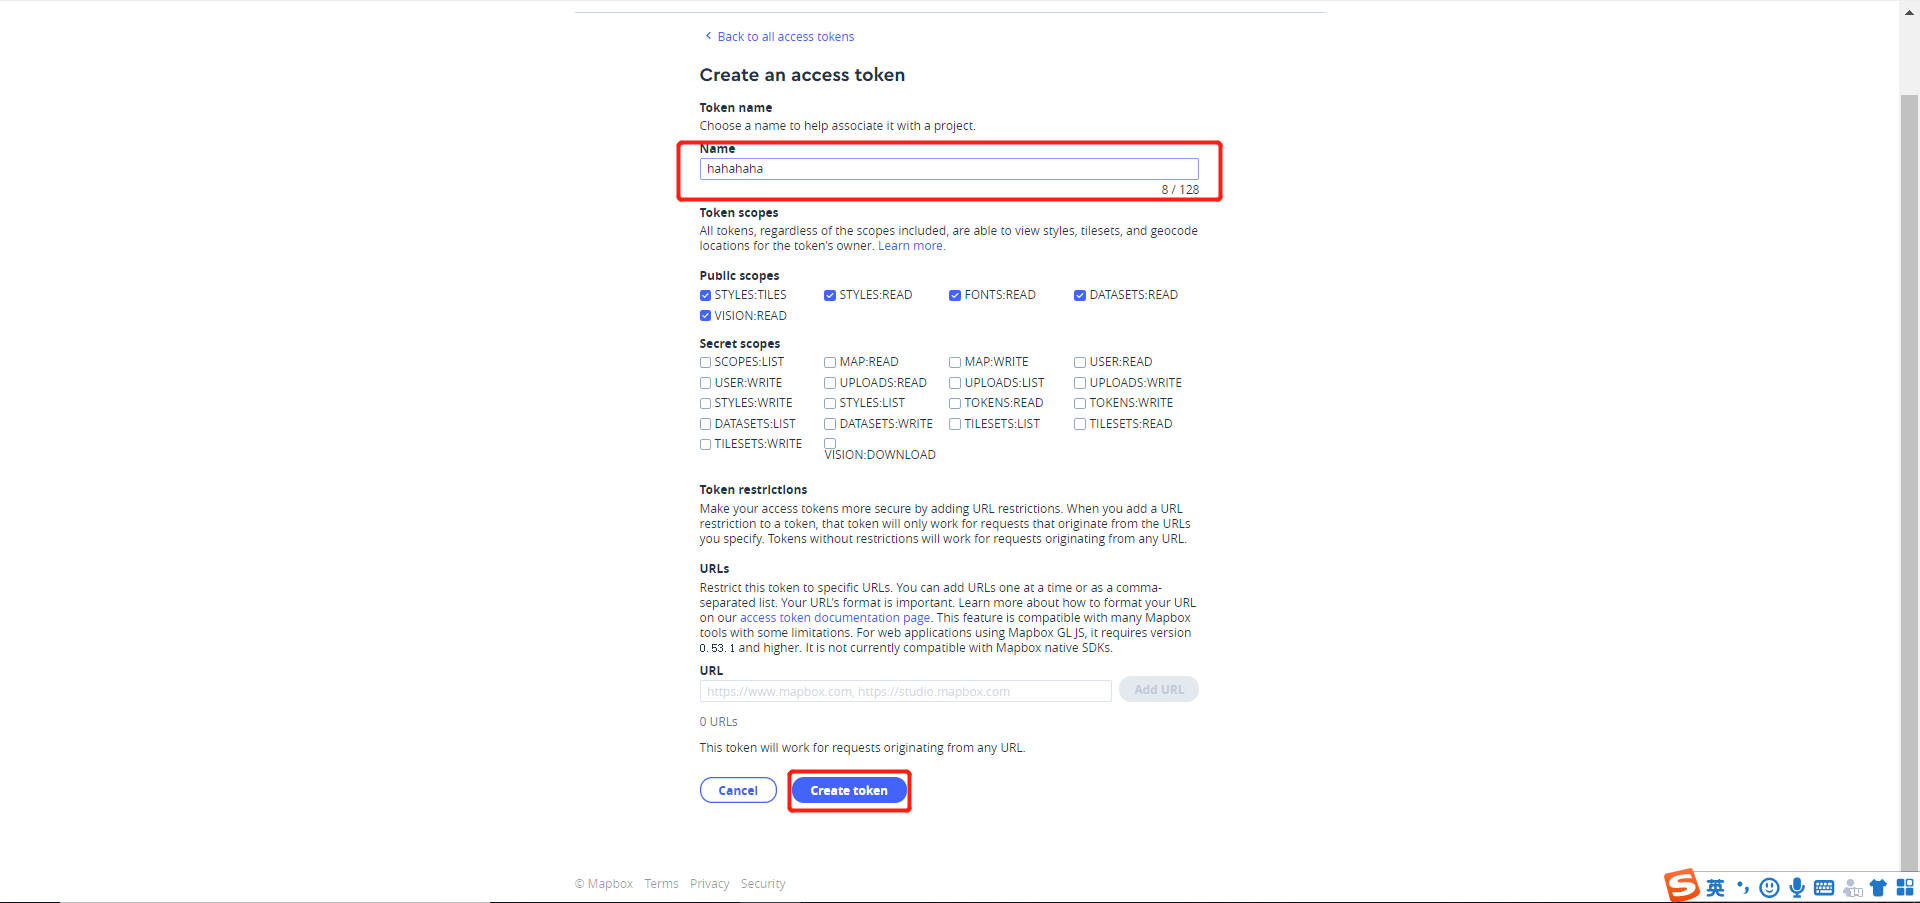 Back to all access tokens
Create an access token
Token name
Choose a name to help associate it with a project.
Name
hahahaha
8 / 128
Token scopes
All tokens, regardless of the scopes included, are able to view styles, tilesets, and geocode
locations for the token's owner. Learn more.
Public scopes
STYLES:TILES STYLES:READ FONTS:READ DATASETS:READ
VISION:READ
Secret scopes
SCOPES:LIST MAP:READ MAP:WRITE USER:READ
USER:WRITE UPLOADS:READ UPLOADS:LIST UPLOADS:WRITE
STYLES:WRITE STYLES:LIST TOKENS:READ TOKENS:WRITE
DATASETS:LIST DATASETS:WRITE TILESETS:LIST TILESETS:READ
TILESETS:WRITE
VISION:DOWNLOAD
Token restrictions
Make your access tokens more secure by adding URL restrictions. When you add a URL
restriction to a token, that token will only work for requests that originate from the URLs
you specify. Tokens without restrictions will work for requests originating from any URL.
URLs
Restrict this token to specific URLs. You can add URLs one at a time or as a comma-
separated list. Your URL's format is important. Learn more about how to format your URL
on our access token documentation page. This feature is compatible with many Mapbox
tools with some limitations. For web applications using Mapbox GL JS, it requires version
0.53.1 and higher. It is not currently compatible with Mapbox native SDKs.
URL
https://www.mapbox.com, https://studio.mapbox.com Add URL
0 URLs
This token will work for requests originating from any URL.
Cancel Create token
© Mapbox Terms Privacy Security
S 英